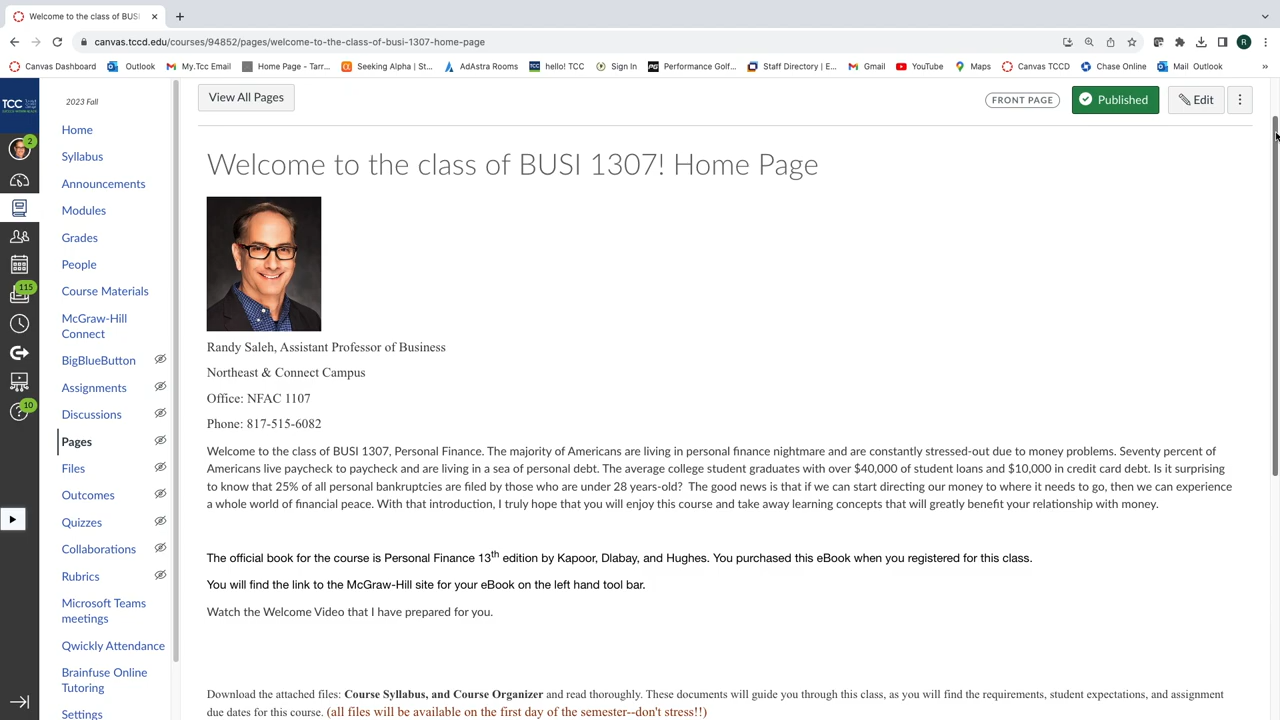 Welcome to the class of BUSI
canvas.tccd.edu/courses/94852/pages/welcome-to-the-class-of-busi-1307-home-page
R
Canvas Dashboard Outlook My.Tcc Email Home Page - Tarr... Seeking Alpha | St... AdAstra Rooms hello! TCC Sign In Performance Golf... Staff Directory | E... Gmail YouTube Maps Canvas TCCD Chase Online Mail Outlook »
TCC
2
115
10
2023 Fall
Home
Syllabus
Announcements
Modules
Grades
People
Course Materials
McGraw-Hill
Connect
BigBlueButton
Assignments
Discussions
Pages
Files
Outcomes
Quizzes
Collaborations
Rubrics
Microsoft Teams
meetings
Qwickly Attendance
Brainfuse Online
Tutoring
Settings
View All Pages
FRONT PAGE
Published
Edit
Welcome to the class of BUSI 1307! Home Page
Randy Saleh, Assistant Professor of Business
Northeast & Connect Campus
Office: NFAC 1107
Phone: 817-515-6082
Welcome to the class of BUSI 1307, Personal Finance. The majority of Americans are living in personal finance nightmare and are constantly stressed-out due to money problems. Seventy percent of
Americans live paycheck to paycheck and are living in a sea of personal debt. The average college student graduates with over $40,000 of student loans and $10,000 in credit card debt. Is it surprising
to know that 25% of all personal bankruptcies are filed by those who are under 28 years-old? The good news is that if we can start directing our money to where it needs to go, then we can experience
a whole world of financial peace. With that introduction, I truly hope that you will enjoy this course and take away learning concepts that will greatly benefit your relationship with money.
The official book for the course is Personal Finance 13th edition by Kapoor, Dlabay, and Hughes. You purchased this eBook when you registered for this class.
You will find the link to the McGraw-Hill site for your eBook on the left hand tool bar.
Watch the Welcome Video that I have prepared for you.
Download the attached files: Course Syllabus, and Course Organizer and read thoroughly. These documents will guide you through this class, as you will find the requirements, student expectations, and assignment
due dates for this course. (all files will be available on the first day of the semester--don't stress!!)